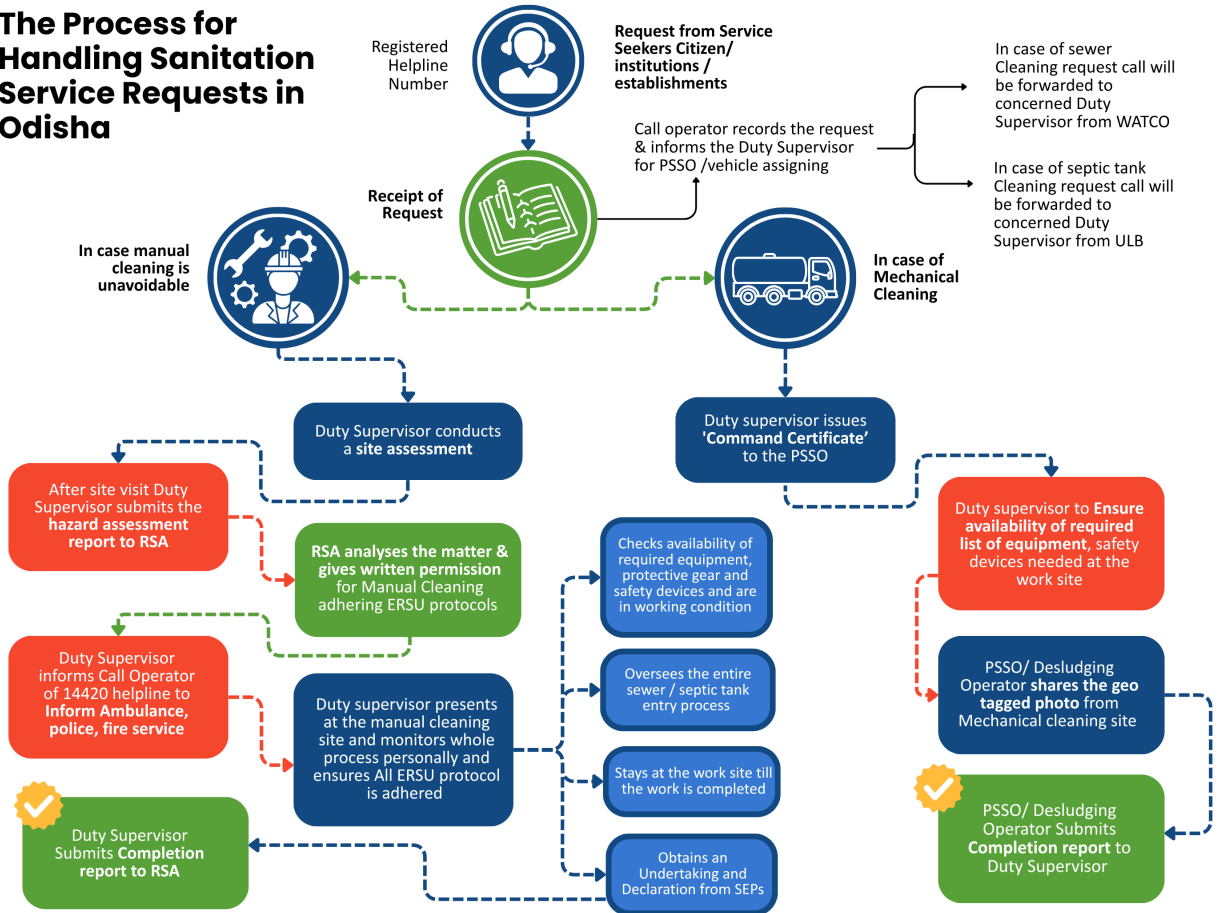 The Process for
Handling Sanitation
Service Requests in
Odisha
Registered
Helpline
Number
Request from Service
Seekers Citizen/
institutions /
establishments
Call operator records the request
& informs the Duty Supervisor
for PSSO /vehicle assigning
In case of sewer
Cleaning request call will
be forwarded to
concerned Duty
Supervisor from WATCO
In case of septic tank
Cleaning request call will
be forwarded to
concerned Duty
Supervisor from ULB
Receipt of
Request
In case manual
cleaning is
unavoidable
In case of
Mechanical
Cleaning
Duty Supervisor conducts
a site assessment
After site visit Duty
Supervisor submits the
hazard assessment
report to RSA
RSA analyses the matter &
gives written permission
for Manual Cleaning
adhering ERSU protocols
Duty Supervisor
informs Call Operator
of 14420 helpline to
Inform Ambulance,
police, fire service
Duty supervisor presents
at the manual cleaning
site and monitors whole
process personally and
ensures All ERSU protocol
is adhered
Checks availability of
required equipment,
protective gear and
safety devices and are
in working condition
Oversees the entire
sewer / septic tank
entry process
Stays at the work site till
the work is completed
Obtains an
Undertaking and
Declaration from SEPs
Duty Supervisor
Submits Completion
report to RSA
Duty supervisor issues
'Command Certificate’
to the PSSO
Duty supervisor to Ensure
availability of required
list of equipment, safety
devices needed at the
work site
PSSO/ Desludging
Operator shares the geo
tagged photo from
Mechanical cleaning site
PSSO/ Desludging
Operator Submits
Completion report to
Duty Supervisor